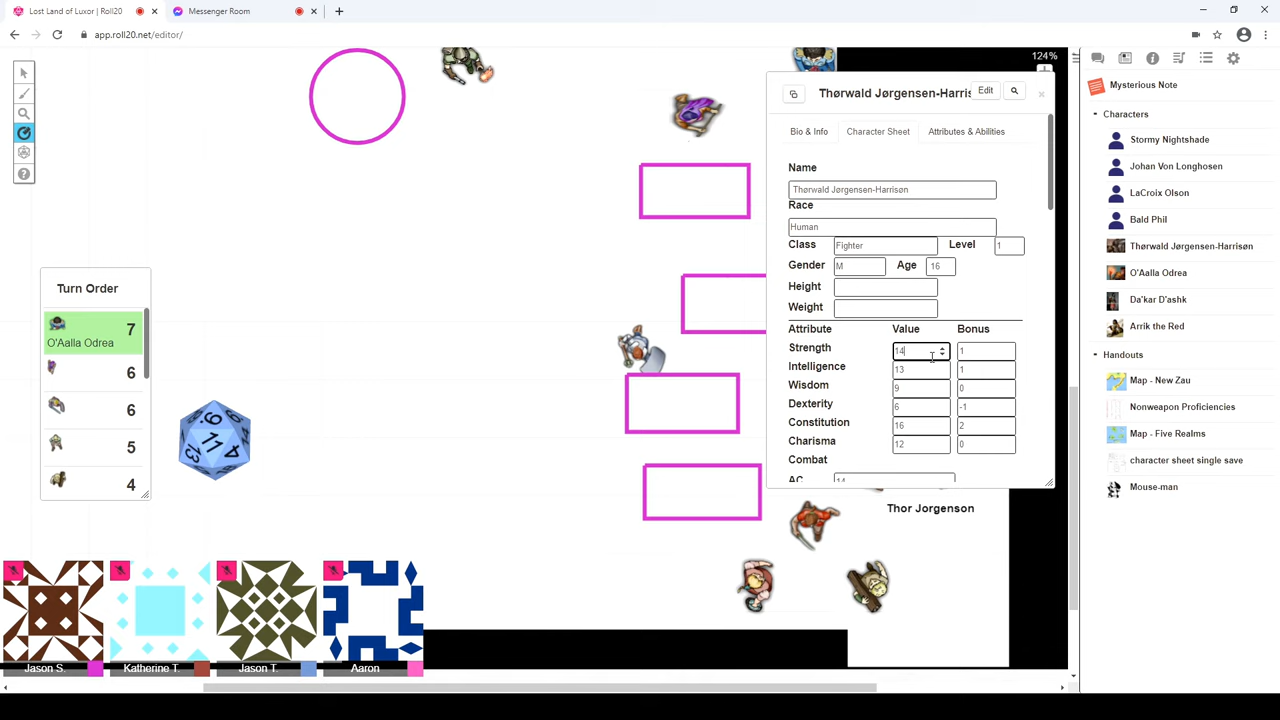 Lost Land of Luxor | Roll20
Messenger Room
app.roll20.net/editor/
124%
Thørwald Jørgensen-Harris
Edit
Bio & Info
Character Sheet
Attributes & Abilities
Name
Thørwald Jørgensen-Harrisøn
Race
Human
Class Fighter Level 1
Gender M Age 16
Height
Weight
Attribute Value Bonus
Strength 14 1
Intelligence 13 1
Wisdom 9 0
Dexterity 6 -1
Constitution 16 2
Charisma 12 0
Combat
AC 14
Thor Jorgenson
Turn Order
7
O'Aalla Odrea
6
6
5
4
9
11
13
4
Jason S.
Katherine T.
Jason T.
Aaron
Mysterious Note
Characters
Stormy Nightshade
Johan Von Longhosen
LaCroix Olson
Bald Phil
Thørwald Jørgensen-Harrisøn
O'Aalla Odrea
Da'kar D'ashk
Arrik the Red
Handouts
Map - New Zau
Nonweapon Proficiencies
Map - Five Realms
character sheet single save
Mouse-man